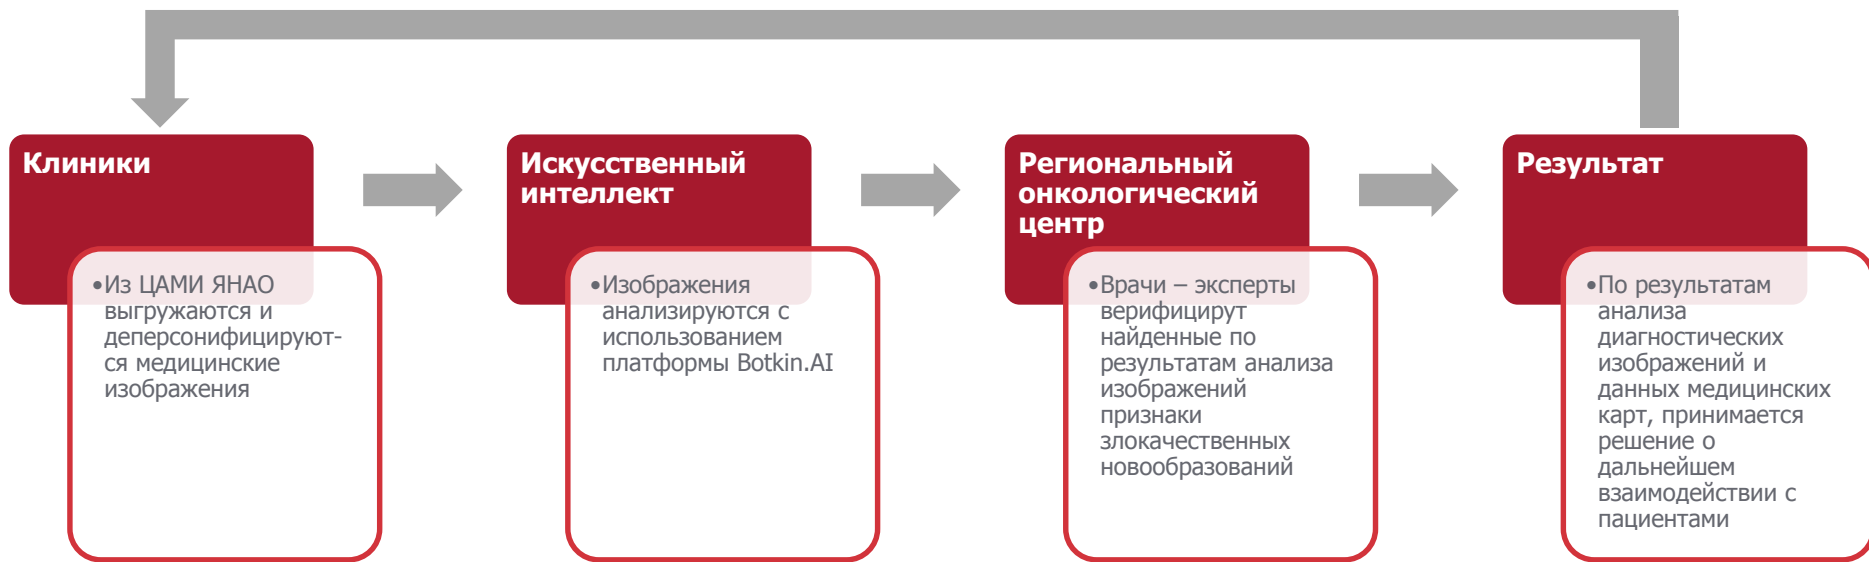 Клиники
•Из ЦАМИ ЯНАО
выгружаются и
деперсонифицируют-
ся медицинские
изображения
Искусственный
интеллект
•Изображения
анализируются с
использованием
платформы Botkin.AI
Региональный
онкологический
центр
•Врачи – эксперты
верифицирут
найденные по
результатам анализа
изображений
признаки
злокачественных
новообразований
Результат
•По результатам
анализа
диагностических
изображений и
данных медицинских
карт, принимается
решение о
дальнейшем
взаимодействии с
пациентами